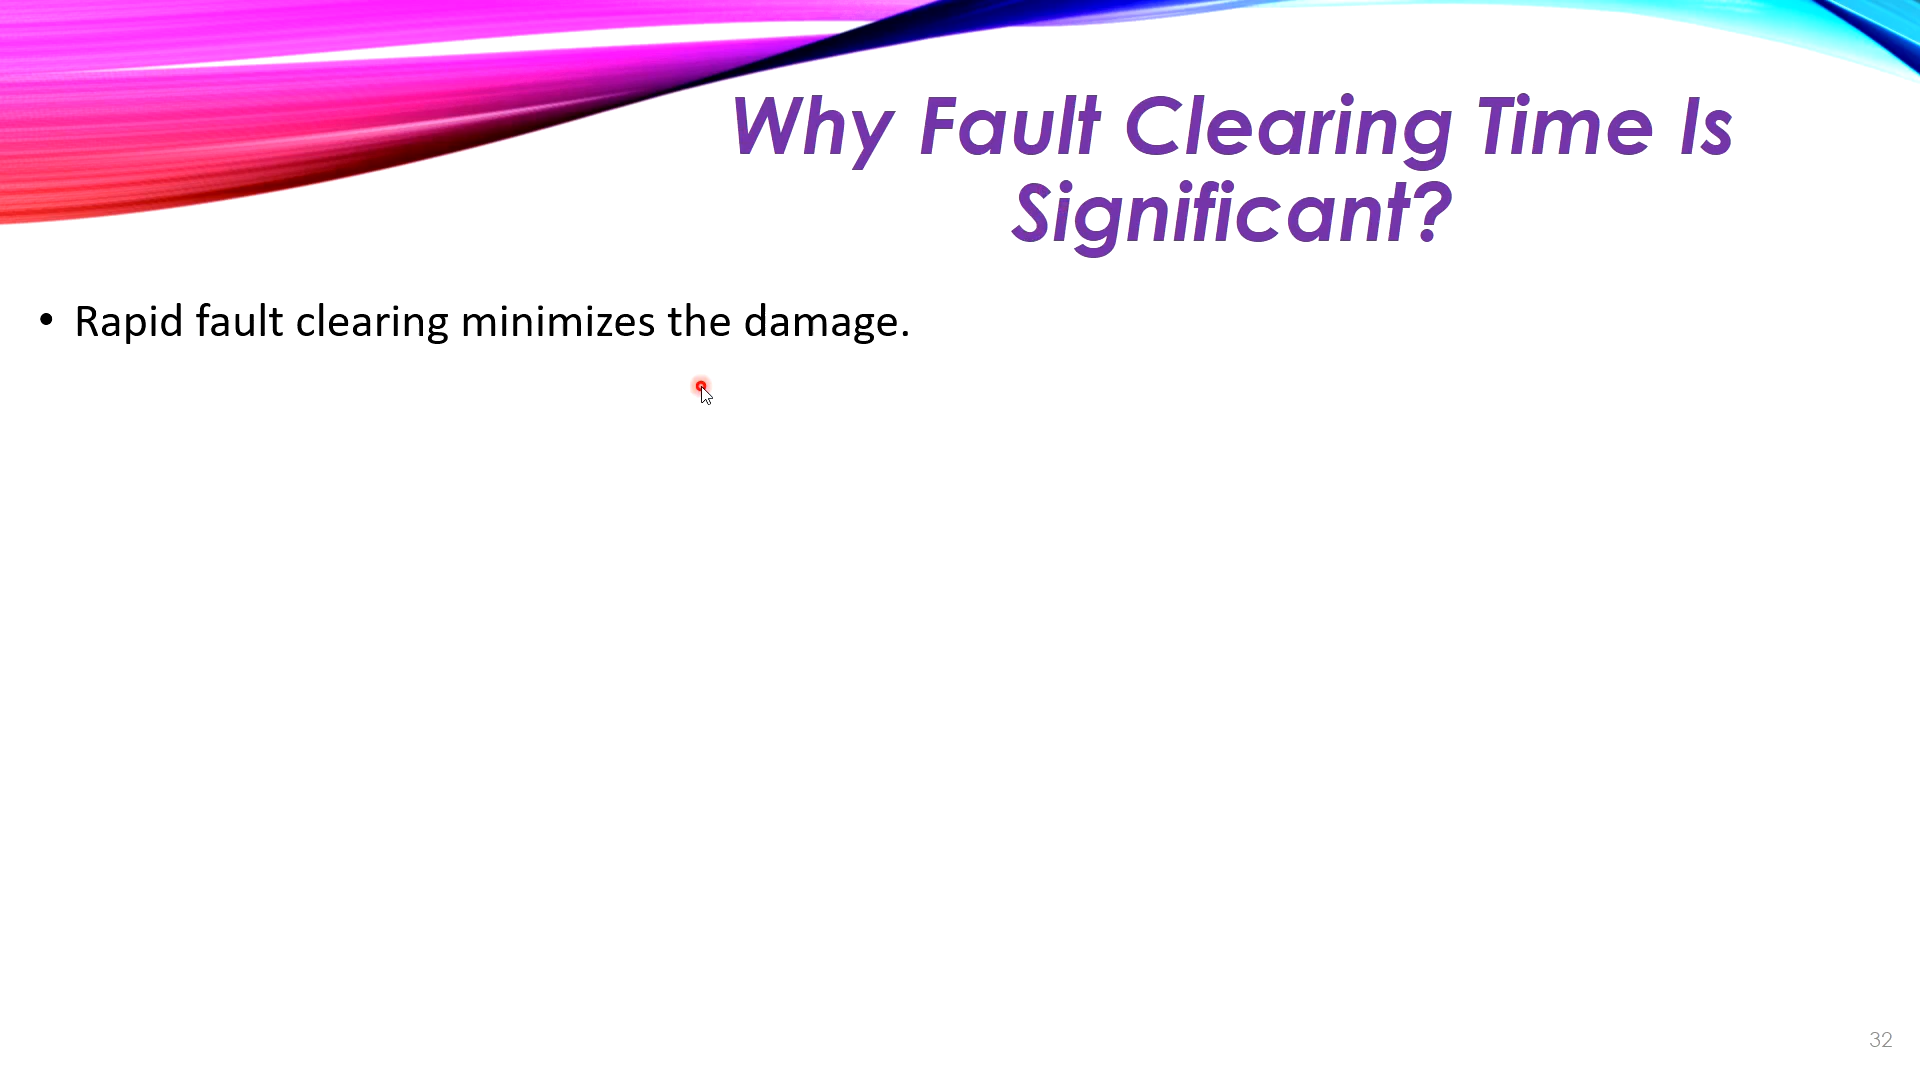 Why Fault Clearing Time Is
Significant?
• Rapid fault clearing minimizes the damage.
32